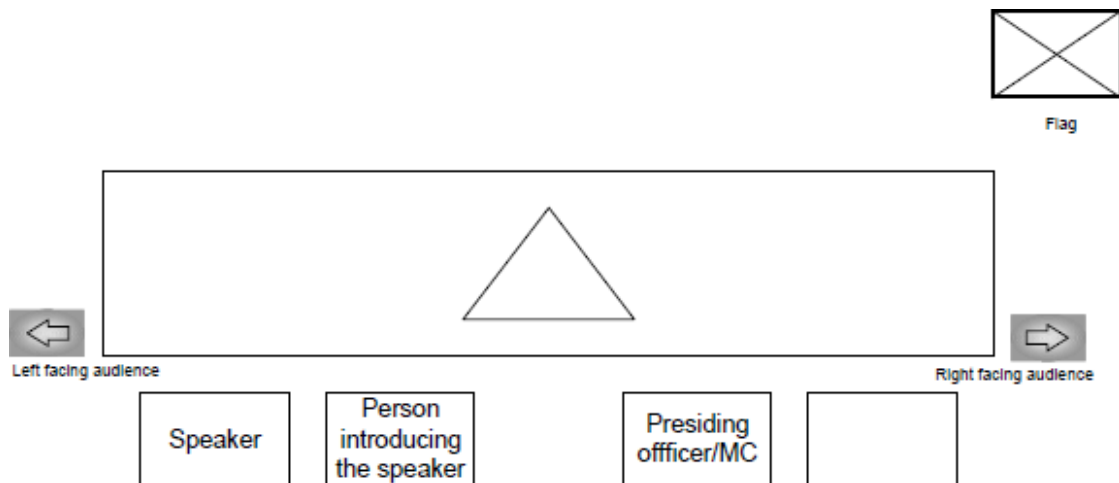 Flag
Left facing audience
Right facing audience
Speaker
Person
introducing
the speaker
Presiding
offficer/MC